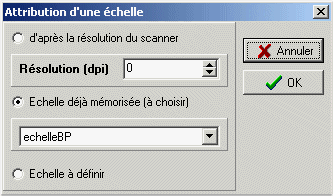 Attribution d'une échelle
d'après la résolution du scanner
Résolution (dpi) 0
Annuler
OK
Echelle déjà mémorisée (à choisir)
echelleBP
Echelle à définir